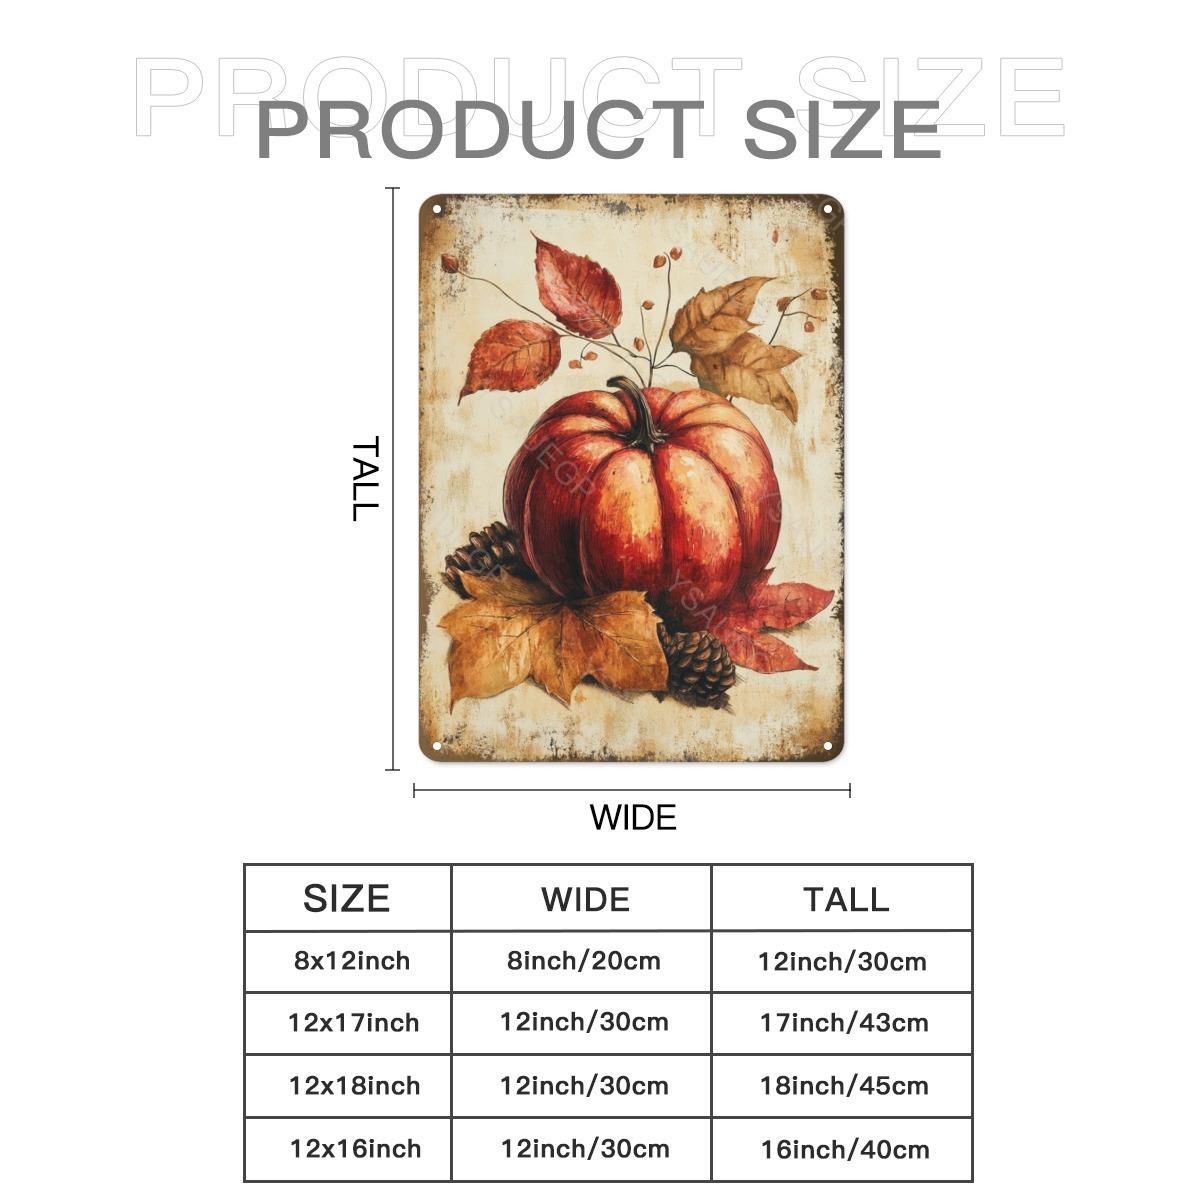 PRODUCT SIZE
PRODUCT SIZE
TALL
WIDE
SIZE WIDE TALL
8x12inch 8inch/20cm 12inch/30cm
12x17inch 12inch/30cm 17inch/43cm
12x18inch 12inch/30cm 18inch/45cm
12x16inch 12inch/30cm 16inch/40cm